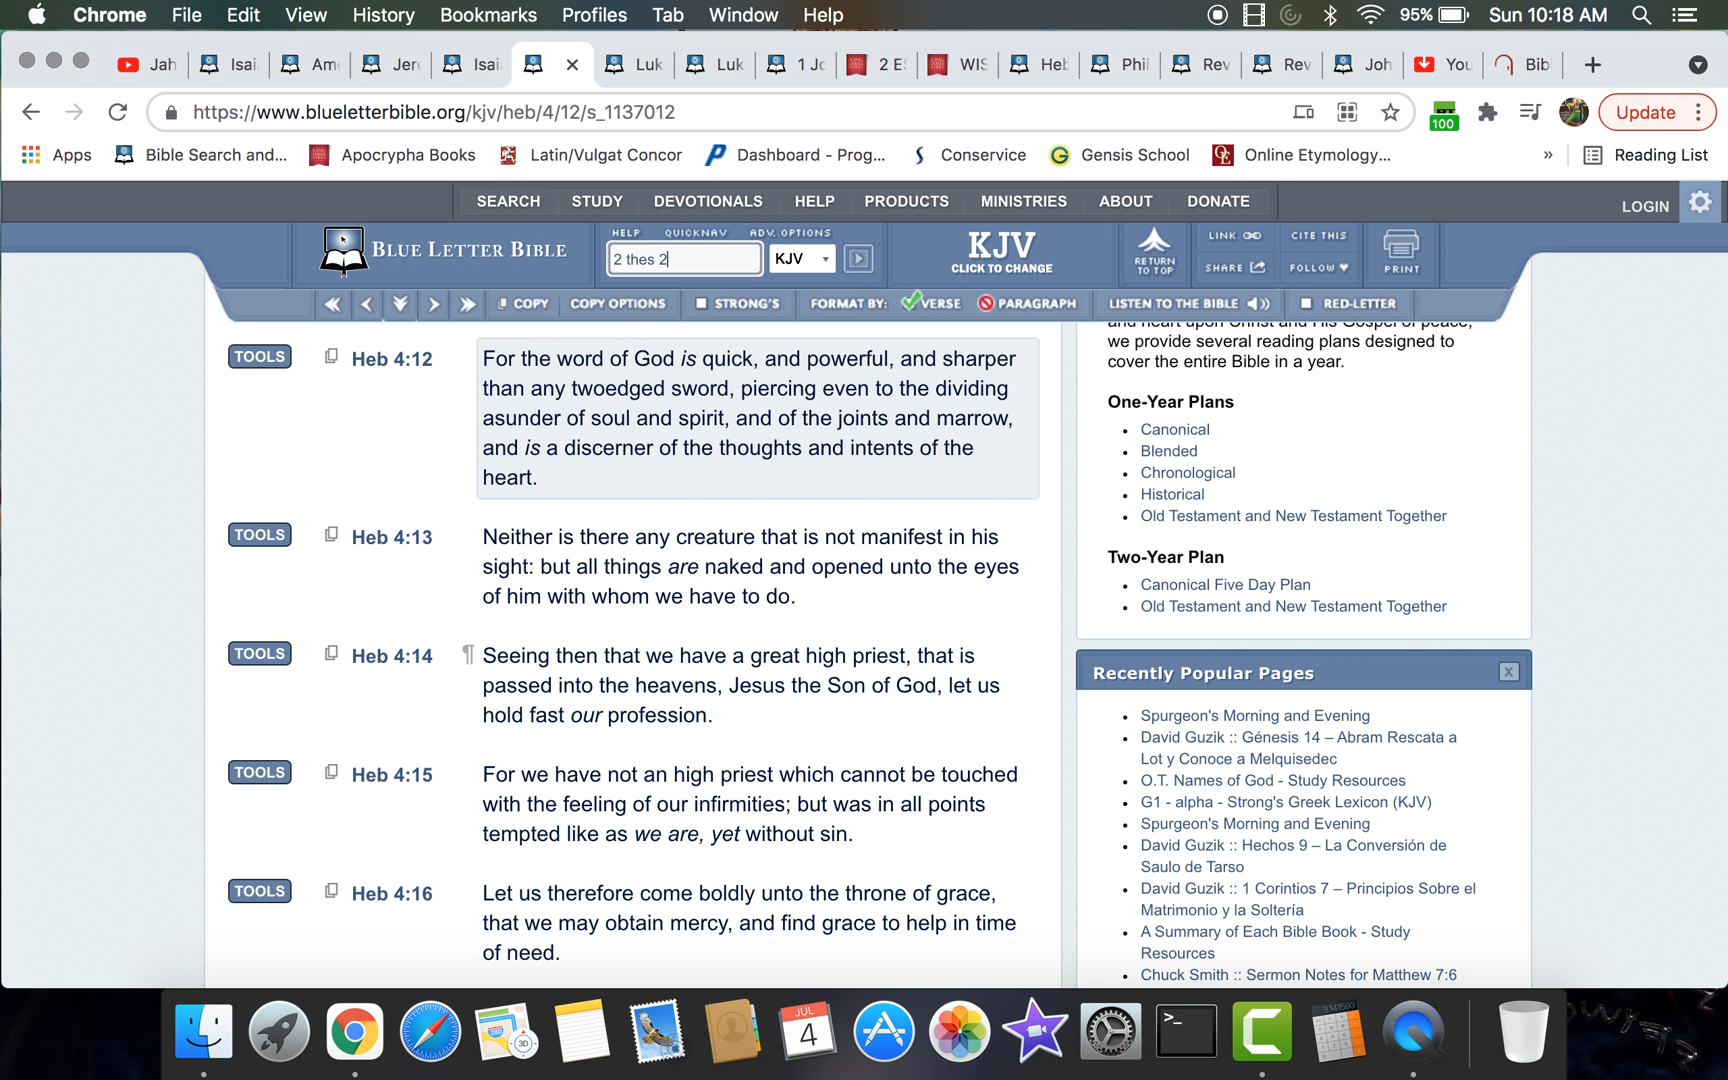 Chrome File Edit View History Bookmarks Profiles Tab Window Help 95% Sun 10:18 AM
Jah Isai Am Jer Isai Luk Luk 1 Jo 2 ES WIS Heb Phil Rev Rev Joh You Bib
https://www.blueletterbible.org/kjv/heb/4/12/s_1137012 100 Update
Apps Bible Search and... Apocrypha Books Latin/Vulgat Concor Dashboard - Prog... Conservice Gensis School Online Etymology... » Reading List
SEARCH STUDY DEVOTIONALS HELP PRODUCTS MINISTRIES ABOUT DONATE LOGIN
HELP QUICKNAV ADV. OPTIONS
BLUE LETTER BIBLE
2 thes 2 KJV
KJV
CLICK TO CHANGE
RETURN
TO TOP
LINK CITE THIS
SHARE FOLLOW
PRINT
COPY COPY OPTIONS STRONG'S FORMAT BY: VERSE PARAGRAPH LISTEN TO THE BIBLE RED-LETTER
TOOLS Heb 4:12 For the word of God is quick, and powerful, and sharper
than any twoedged sword, piercing even to the dividing
asunder of soul and spirit, and of the joints and marrow,
and is a discerner of the thoughts and intents of the
heart.
TOOLS Heb 4:13 Neither is there any creature that is not manifest in his
sight: but all things are naked and opened unto the eyes
of him with whom we have to do.
TOOLS Heb 4:14 ¶ Seeing then that we have a great high priest, that is
passed into the heavens, Jesus the Son of God, let us
hold fast our profession.
TOOLS Heb 4:15 For we have not an high priest which cannot be touched
with the feeling of our infirmities; but was in all points
tempted like as we are, yet without sin.
TOOLS Heb 4:16 Let us therefore come boldly unto the throne of grace,
that we may obtain mercy, and find grace to help in time
of need.
and heart upon Christ and His Gospel of peace,
we provide several reading plans designed to
cover the entire Bible in a year.
One-Year Plans
Canonical
Blended
Chronological
Historical
Old Testament and New Testament Together
Two-Year Plan
Canonical Five Day Plan
Old Testament and New Testament Together
Recently Popular Pages x
Spurgeon's Morning and Evening
David Guzik :: Génesis 14 – Abram Rescata a
Lot y Conoce a Melquisedec
O.T. Names of God - Study Resources
G1 - alpha - Strong's Greek Lexicon (KJV)
Spurgeon's Morning and Evening
David Guzik :: Hechos 9 – La Conversión de
Saulo de Tarso
David Guzik :: 1 Corintios 7 – Principios Sobre el
Matrimonio y la Soltería
A Summary of Each Bible Book - Study
Resources
Chuck Smith :: Sermon Notes for Matthew 7:6
JUL
4
3D
280
>_
3.141593